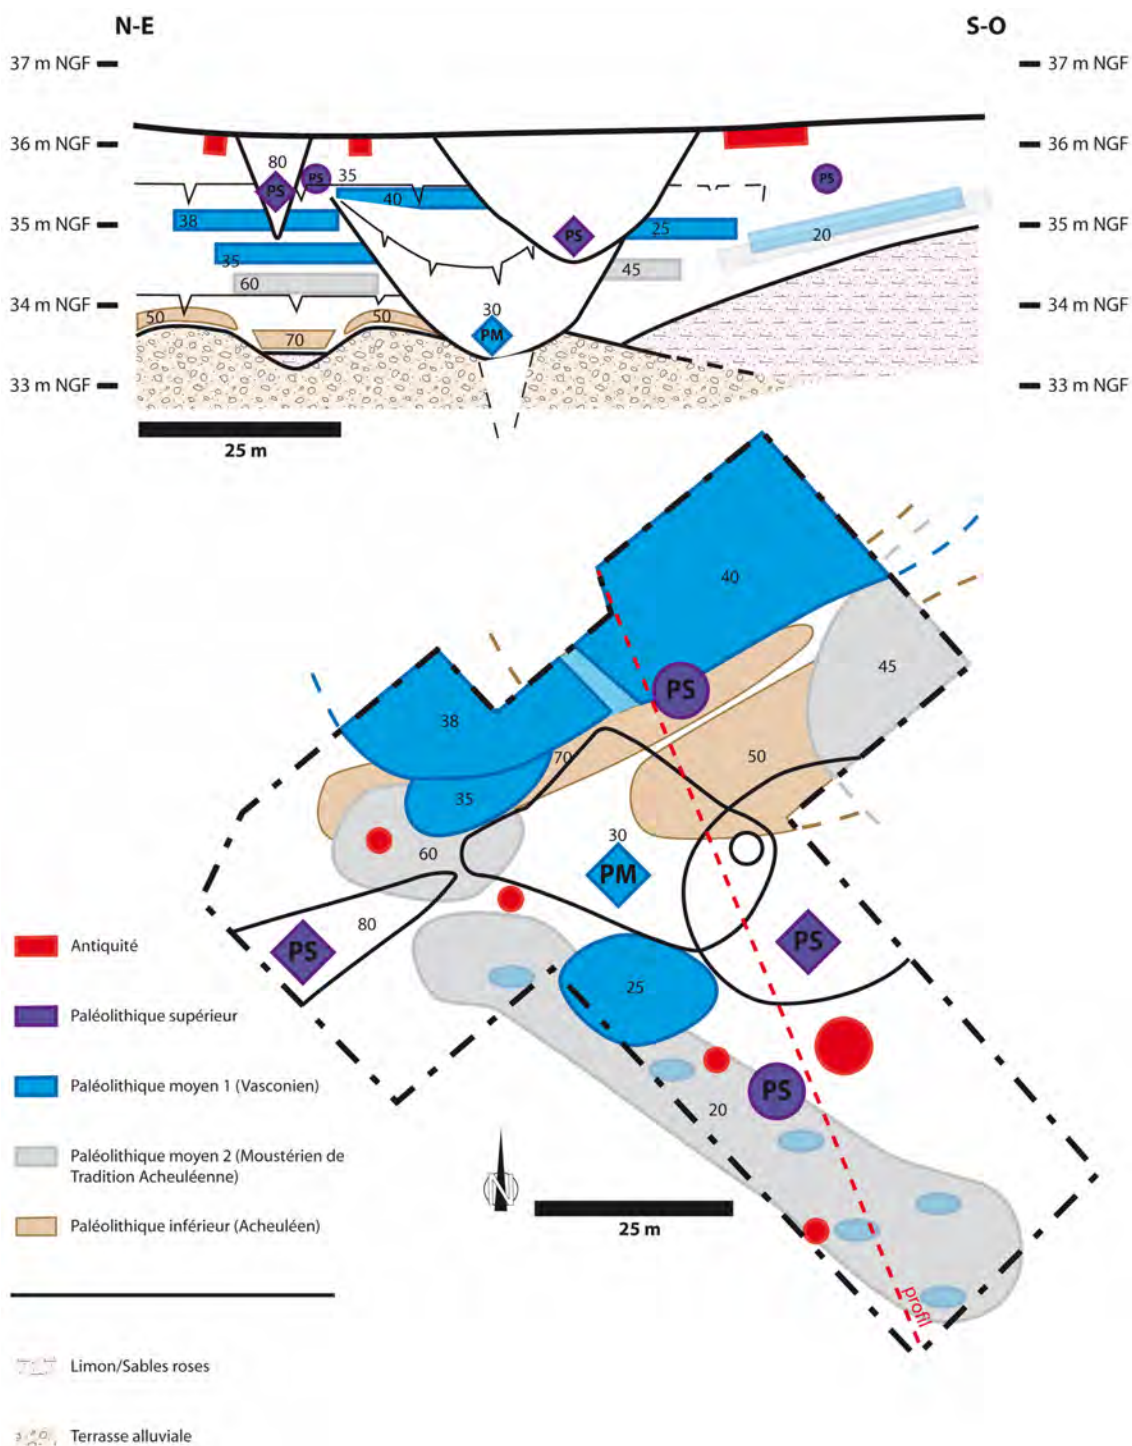 N-E
S-O
37 m NGF
37 m NGF
36 m NGF
36 m NGF
80
PS
PS
35
40
38
35 m NGF
35 m NGF
PS
25
20
35
60
45
34 m NGF
34 m NGF
50
50
30
70
PM
33 m NGF
33 m NGF
25 m
40
PS
45
38
70
50
35
30
60
PM
80
PS
PS
25
PS
20
25 m
profil
N
Antiquité
Paléolithique supérieur
Paléolithique moyen 1 (Vasconien)
Paléolithique moyen 2 (Moustérien de
Tradition Acheuléenne)
Paléolithique inférieur (Acheuléen)
Limon/Sables roses
Terrasse alluviale